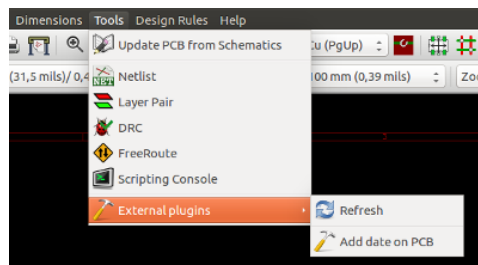 Dimensions Tools Design Rules Help
Update PCB from Schematics
Cu (PgUp)
(31,5 mils)/ 0,4
Netlist
100 mm (0,39 mils)
Zo
Layer Pair
DRC
FreeRoute
Scripting Console
External plugins
Refresh
Add date on PCB